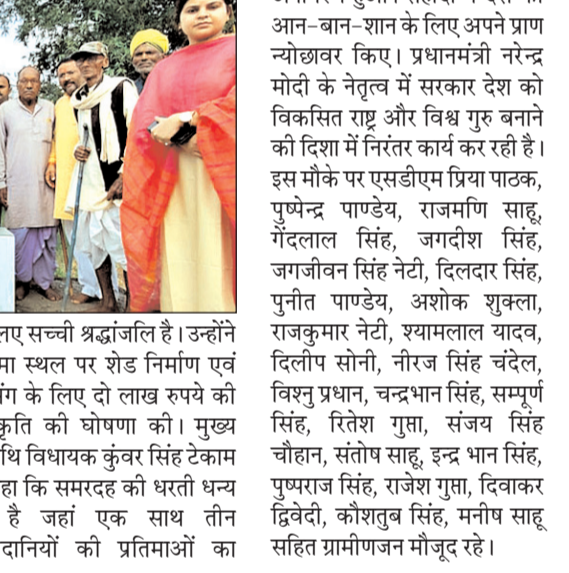 लए सच्ची श्रद्धांजलि है। उन्होंने
मा स्थल पर शेड निर्माण एवं
ंग के लिए दो लाख रुपये की
कृति की घोषणा की। मुख्य
थि विधायक कुंवर सिंह टेकाम
हा कि समरदह की धरती धन्य
है जहां एक साथ तीन
दानियों की प्रतिमाओं का
आन-बान-शान के लिए अपने प्राण
न्योछावर किए। प्रधानमंत्री नरेन्द्र
मोदी के नेतृत्व में सरकार देश को
विकसित राष्ट्र और विश्व गुरु बनाने
की दिशा में निरंतर कार्य कर रही है।
इस मौके पर एसडीएम प्रिया पाठक,
पुष्पेन्द्र पाण्डेय, राजमणि साहू,
गेंदलाल सिंह, जगदीश सिंह,
जगजीवन सिंह नेटी, दिलदार सिंह,
पुनीत पाण्डेय, अशोक शुक्ला,
राजकुमार नेटी, श्यामलाल यादव,
दिलीप सोनी, नीरज सिंह चंदेल,
विश्नु प्रधान, चन्द्रभान सिंह, सम्पूर्ण
सिंह, रितेश गुप्ता, संजय सिंह
चौहान, संतोष साहू, इन्द्र भान सिंह,
पुष्पराज सिंह, राजेश गुप्ता, दिवाकर
द्विवेदी, कौशतुब सिंह, मनीष साहू
सहित ग्रामीणजन मौजूद रहे।